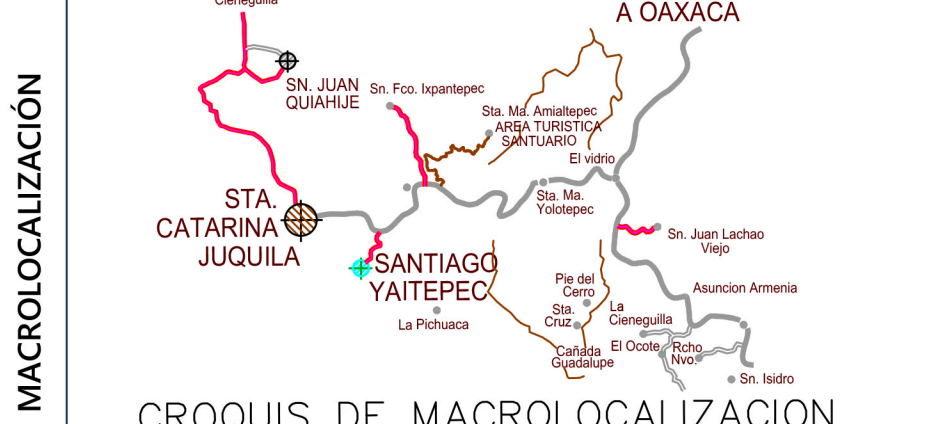 MACROLOCALIZACIÓN
Cieneguilla
A OAXACA
SN. JUAN
QUIAHIJE
Sn. Fco. Ixpantepec
Sta. Ma. Amialtepec
AREA TURISTICA
SANTUARIO
El vidrio
STA.
CATARINA
JUQUILA
Sta. Ma.
Yolotepec
Sn. Juan Lachao
Viejo
SANTIAGO
YAITEPEC
Pie del
Cerro
Asuncion Armenia
La Pichuaca
Sta.
Cruz
La
Cieneguilla
El Ocote
Rcho
Nvo.
Cañada
Guadalupe
Sn. Isidro
CROQUIS DE MACROLOCALIZACION